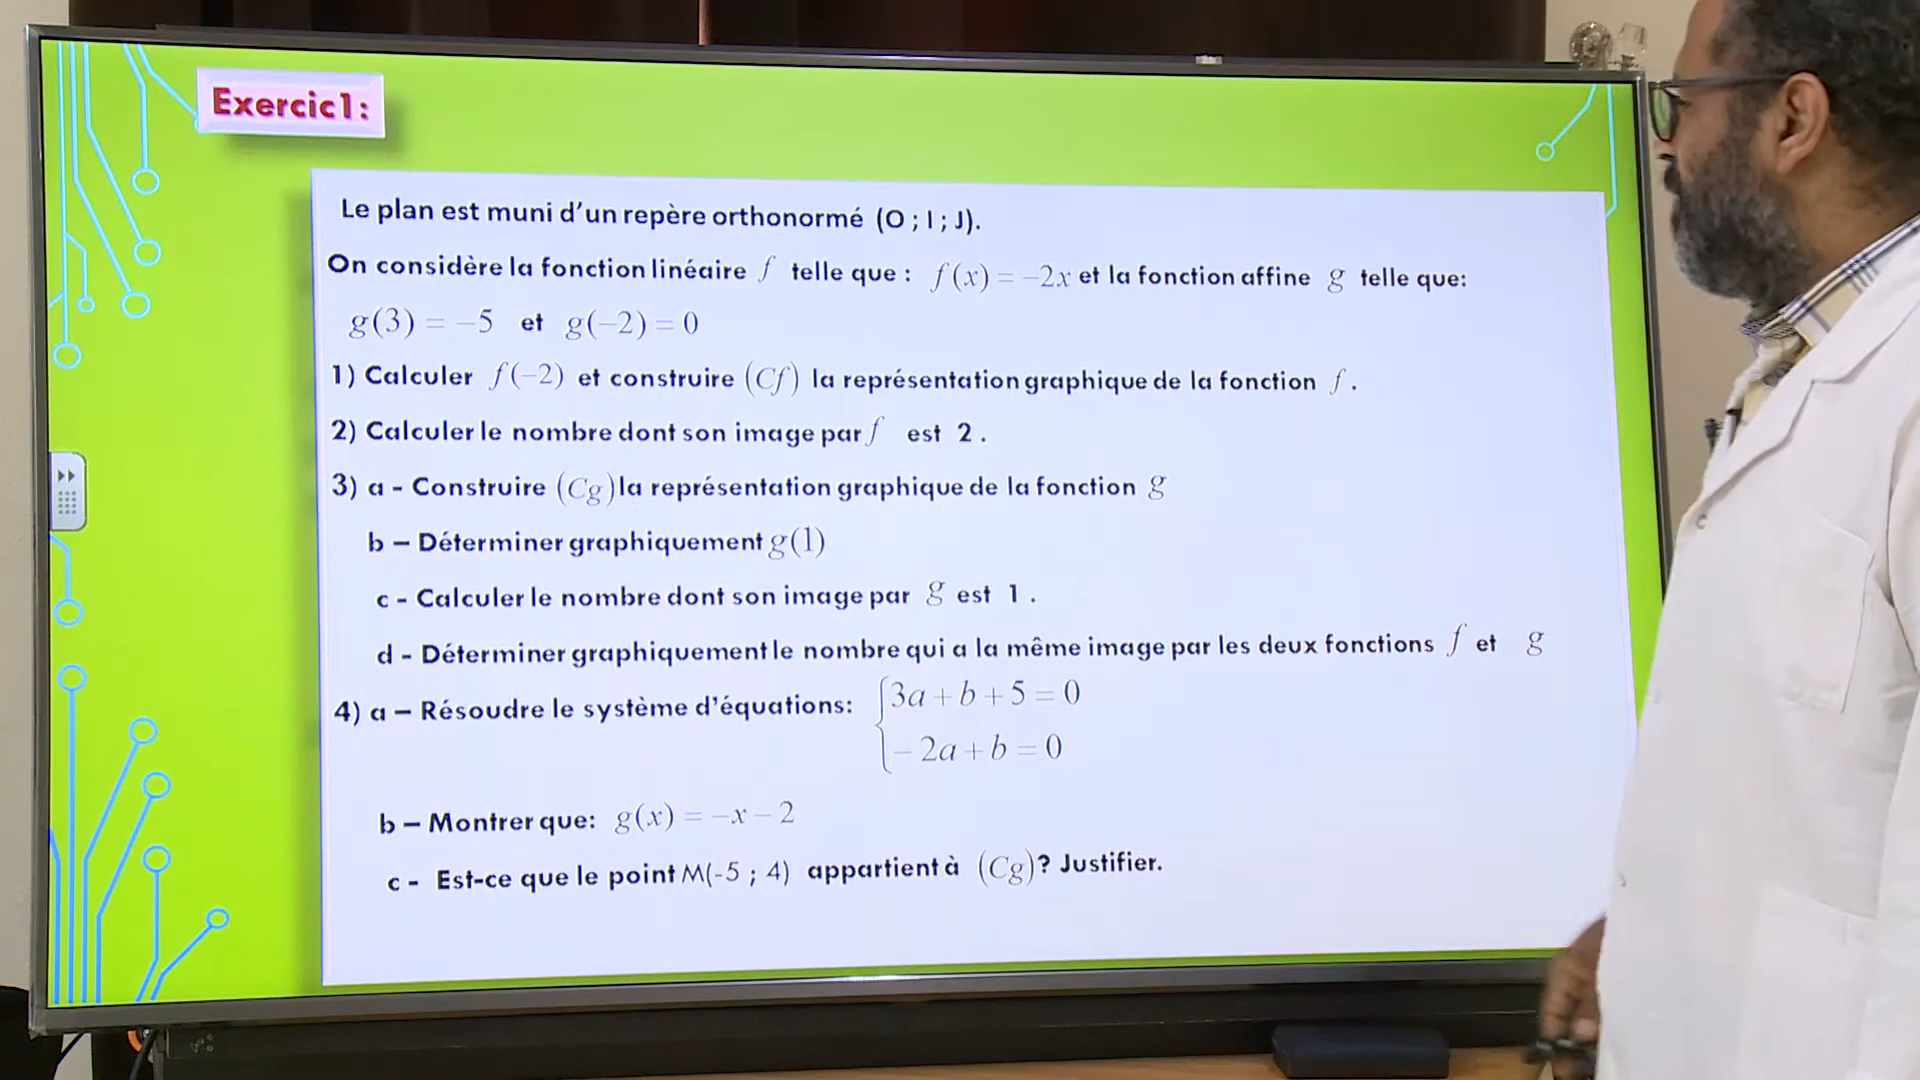 Exercic1:
Le plan est muni d'un repère orthonormé (O ; I ; J).
On considère la fonction linéaire f telle que : f(x) = −2x et la fonction affine g telle que:
g(3) = −5 et g(−2) = 0
1) Calculer f(−2) et construire (Cf) la représentation graphique de la fonction f .
2) Calculer le nombre dont son image par f est 2 .
3) a - Construire (Cg) la représentation graphique de la fonction g
b – Déterminer graphiquement g(1)
c - Calculer le nombre dont son image par g est 1 .
d - Déterminer graphiquement le nombre qui a la même image par les deux fonctions f et g
4) a – Résoudre le système d'équations: {3a + b + 5 = 0
− 2a + b = 0
b – Montrer que: g(x) = −x − 2
c - Est-ce que le point M(-5 ; 4) appartient à (Cg)? Justifier.